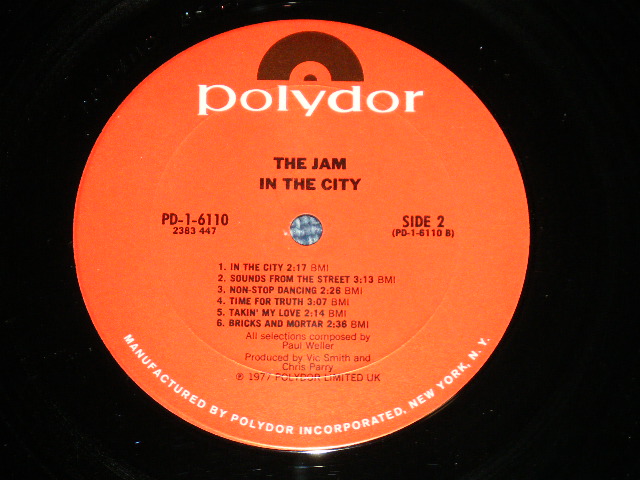 polydor
THE JAM
IN THE CITY
PD-1-6110
2383 447
SIDE 2
(PD-1-6110 B)
1. IN THE CITY 2:17 BMI
2. SOUNDS FROM THE STREET 3:13 BMI
3. NON-STOP DANCING 2:26 BMI
4. TIME FOR TRUTH 3:07 BMI
5. TAKIN' MY LOVE 2:14 BMI
6. BRICKS AND MORTAR 2:36 BMI
All selections composed by
Paul Weller
Produced by Vic Smith and
Chris Parry
℗ 1977 POLYDOR LIMITED UK
MANUFACTURED BY POLYDOR INCORPORATED, NEW YORK, N.Y.